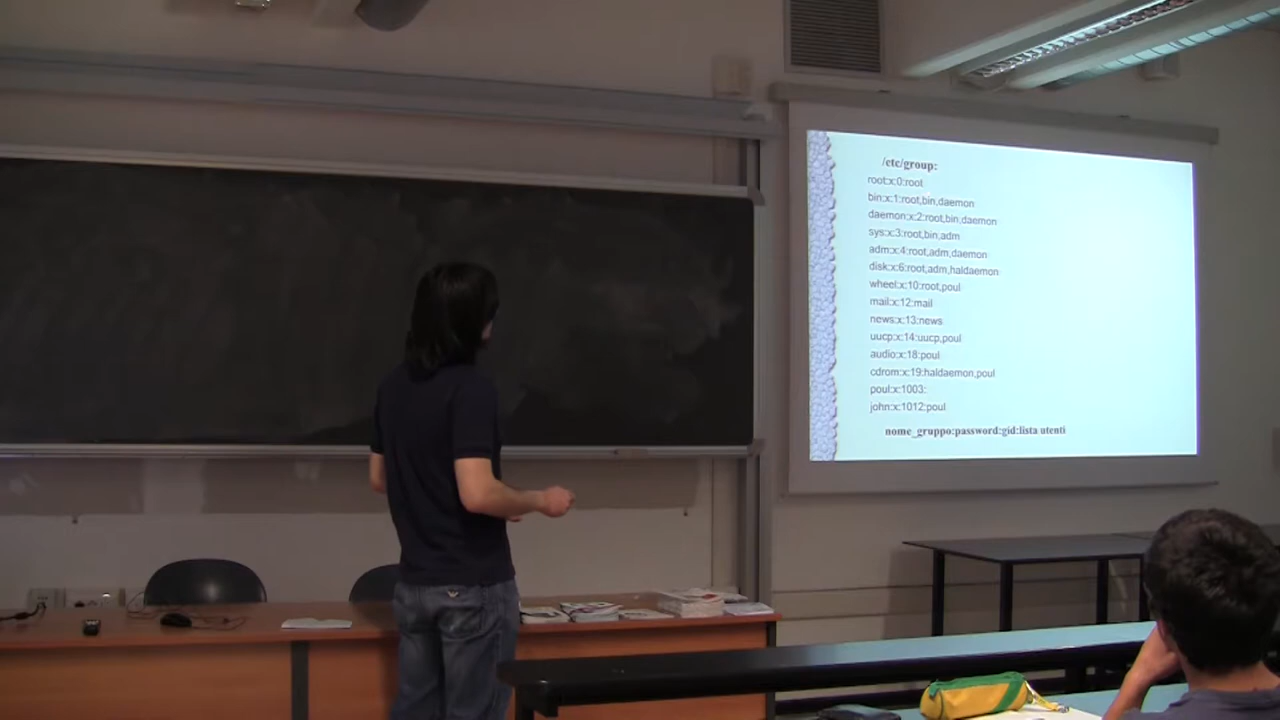 /etc/group:
root:x:0:root
bin:x:1:root,bin,daemon
daemon:x:2:root,bin,daemon
sys:x:3:root,bin,adm
adm:x:4:root,adm,daemon
disk:x:6:root,adm,haldaemon
wheel:x:10:root,poul
mail:x:12:mail
news:x:13:news
uucp:x:14:uucp,poul
audio:x:18:poul
cdrom:x:19:haldaemon,poul
poul:x:1003:
john:x:1012:poul
nome_gruppo:password:gid:lista utenti